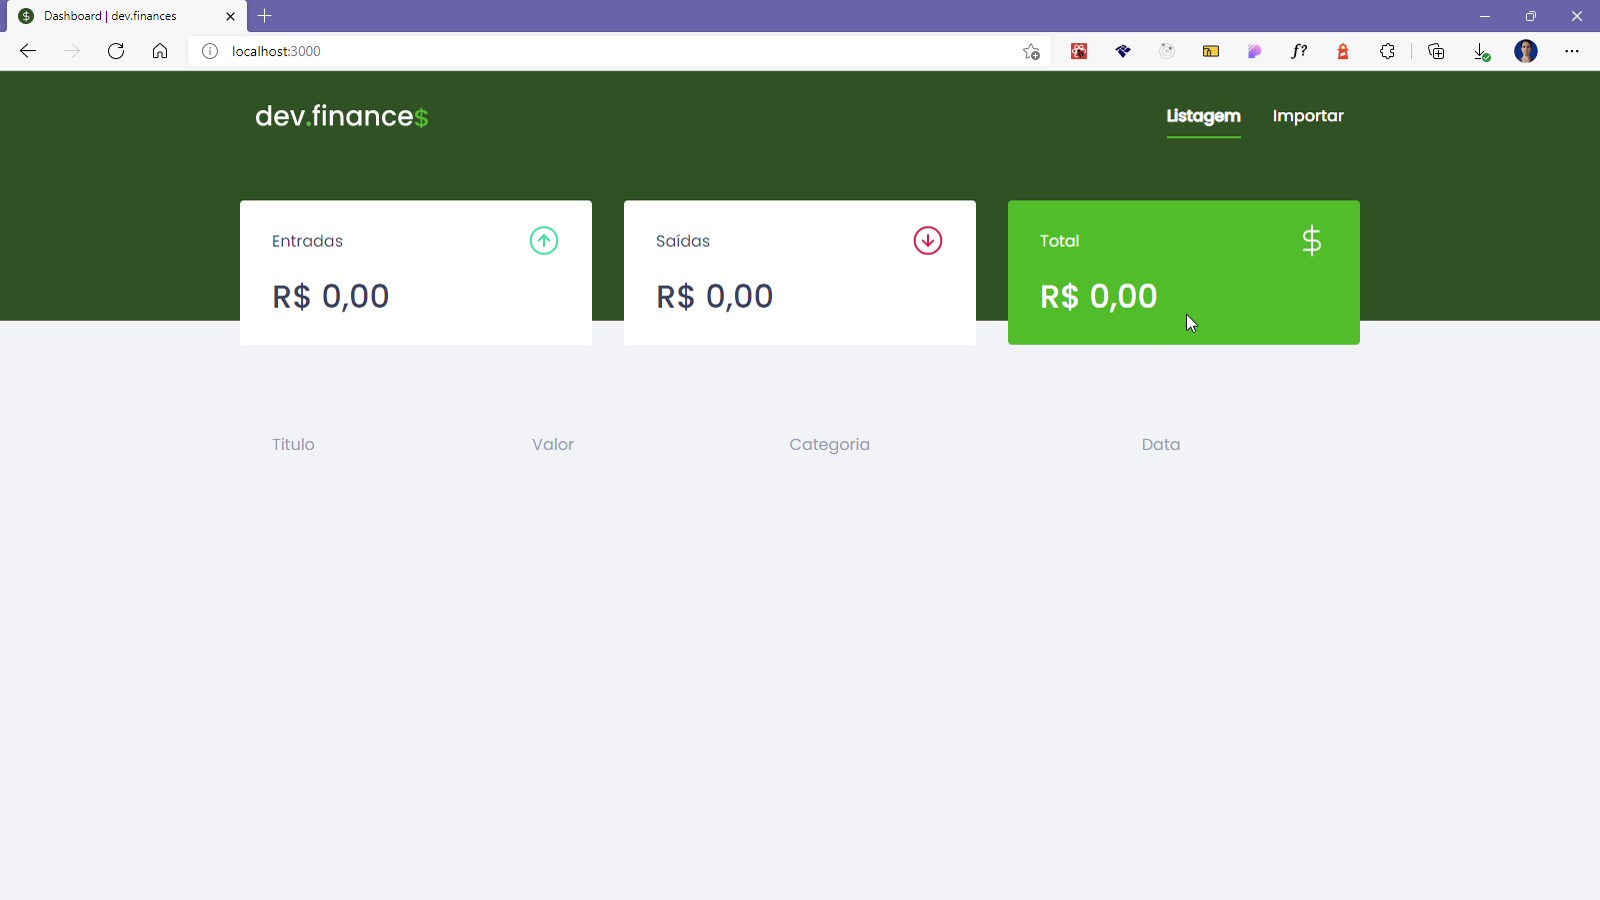 Dashboard | dev.finances
localhost:3000
dev.finance$
Listagem
Importar
Entradas
R$ 0,00
Saídas
R$ 0,00
Total
R$ 0,00
Titulo
Valor
Categoria
Data